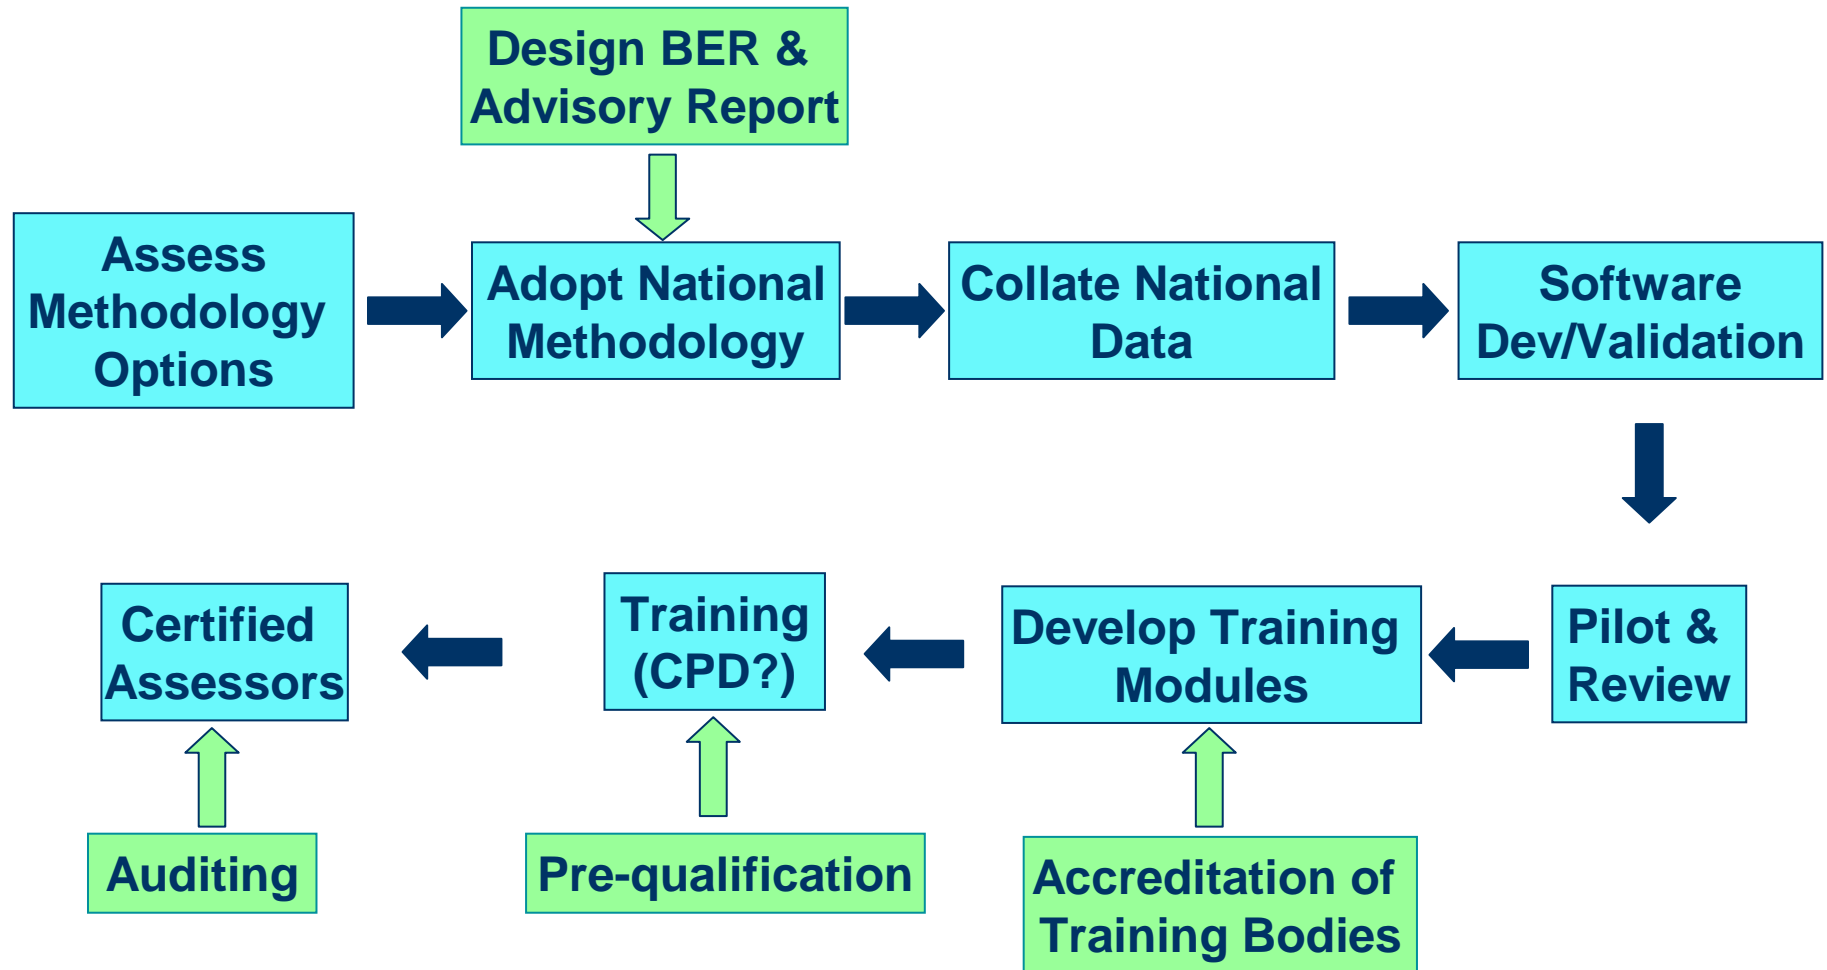 Design BER &
Advisory Report
Assess
Methodology
Options
Adopt National
Methodology
Collate National
Data
Software
Dev/Validation
Certified
Assessors
Training
(CPD?)
Develop Training
Modules
Pilot &
Review
Auditing
Pre-qualification
Accreditation of
Training Bodies